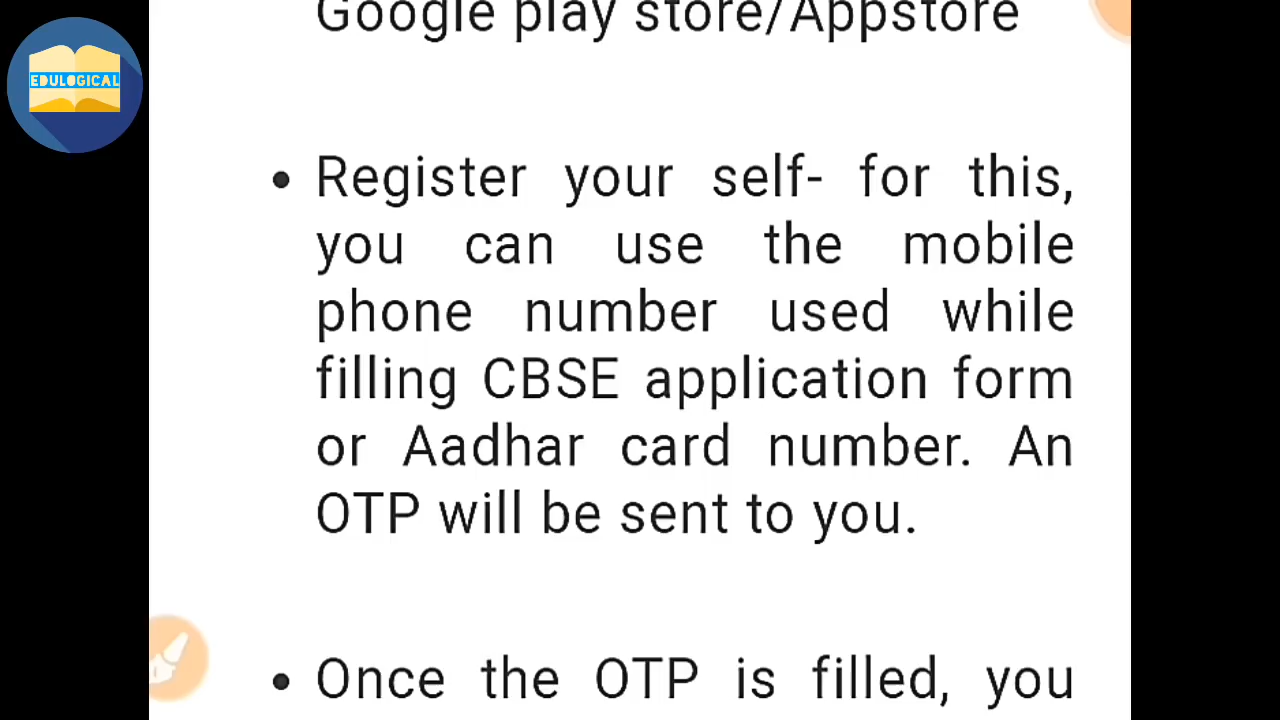 Google play store/Appstore
EDULOGICAL
• Register your self- for this,
you can use the mobile
phone number used while
filling CBSE application form
or Aadhar card number. An
OTP will be sent to you.
• Once the OTP is filled, you